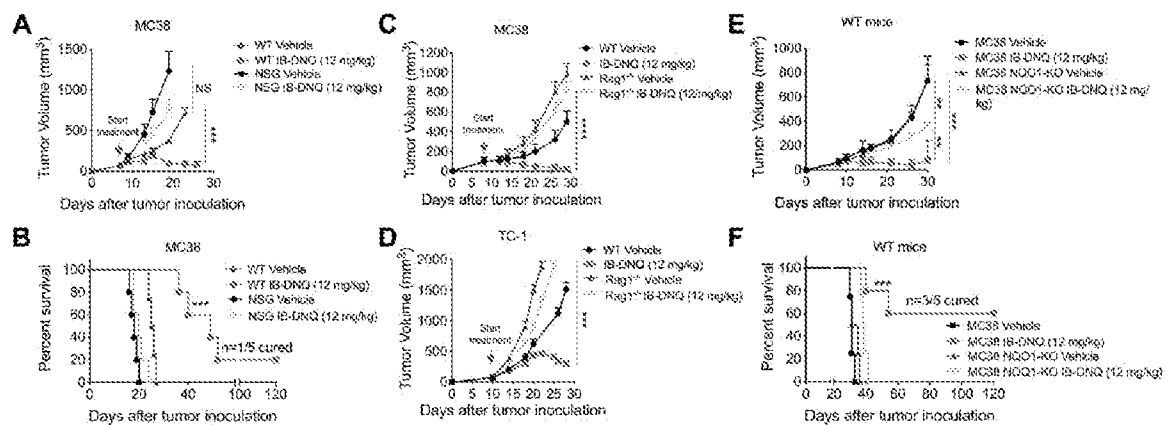 A
MC38
Tumor Volume (mm³)
1500
1000
500
0
Start
treatment
0 10 20 30
Days after tumor inoculation
WT Vehicle
WT IB-DNQ (12 mg/kg)
NSG Vehicle
NSG IB-DNQ (12 mg/kg)
NS
***
B
MC38
Percent survival
100
80
60
40
20
0
0 20 40 80 100 120
Days after tumor inoculation
WT Vehicle
WT IB-DNQ (12 mg/kg)
NSG Vehicle
NSG IB-DNQ (12 mg/kg)
***
n=1/5 cured
C
MC38
Tumor Volume (mm³)
1200
1000
800
600
400
200
0
Start
treatment
0 5 10 15 20 25 30
Days after tumor inoculation
WT Vehicle
IB-DNQ (12 mg/kg)
Rag1-/- Vehicle
Rag1-/- IB-DNQ (12/mg/kg)
D
TC-1
Tumor Volume (mm³)
2000
1500
1000
500
0
Start
treatment
0 5 10 15 20 25 30
Days after tumor inoculation
WT Vehicle
IB-DNQ (12 mg/kg)
Rag1-/- Vehicle
Rag1-/- IB-DNQ (12 mg/kg)
E
WT mice
Tumor Volume (mm³)
1000
800
600
400
200
0
0 10 20 30
Days after tumor inoculation
MC38 Vehicle
MC38 IB-DNQ (12 mg/kg)
MC38 NQO1-KO Vehicle
MC38 NQO1-KO IB-DNQ (12 mg/
kg)
F
WT mice
Percent survival
100
80
60
40
20
0
0 20 40 60 80 100 120
Days after tumor inoculation
***
n=3/5 cured
MC38 Vehicle
MC38 IB-DNQ (12 mg/kg)
MC38 NQO1-KO Vehicle
MC38 NQO1-KO IB-DNQ (12 mg/kg)